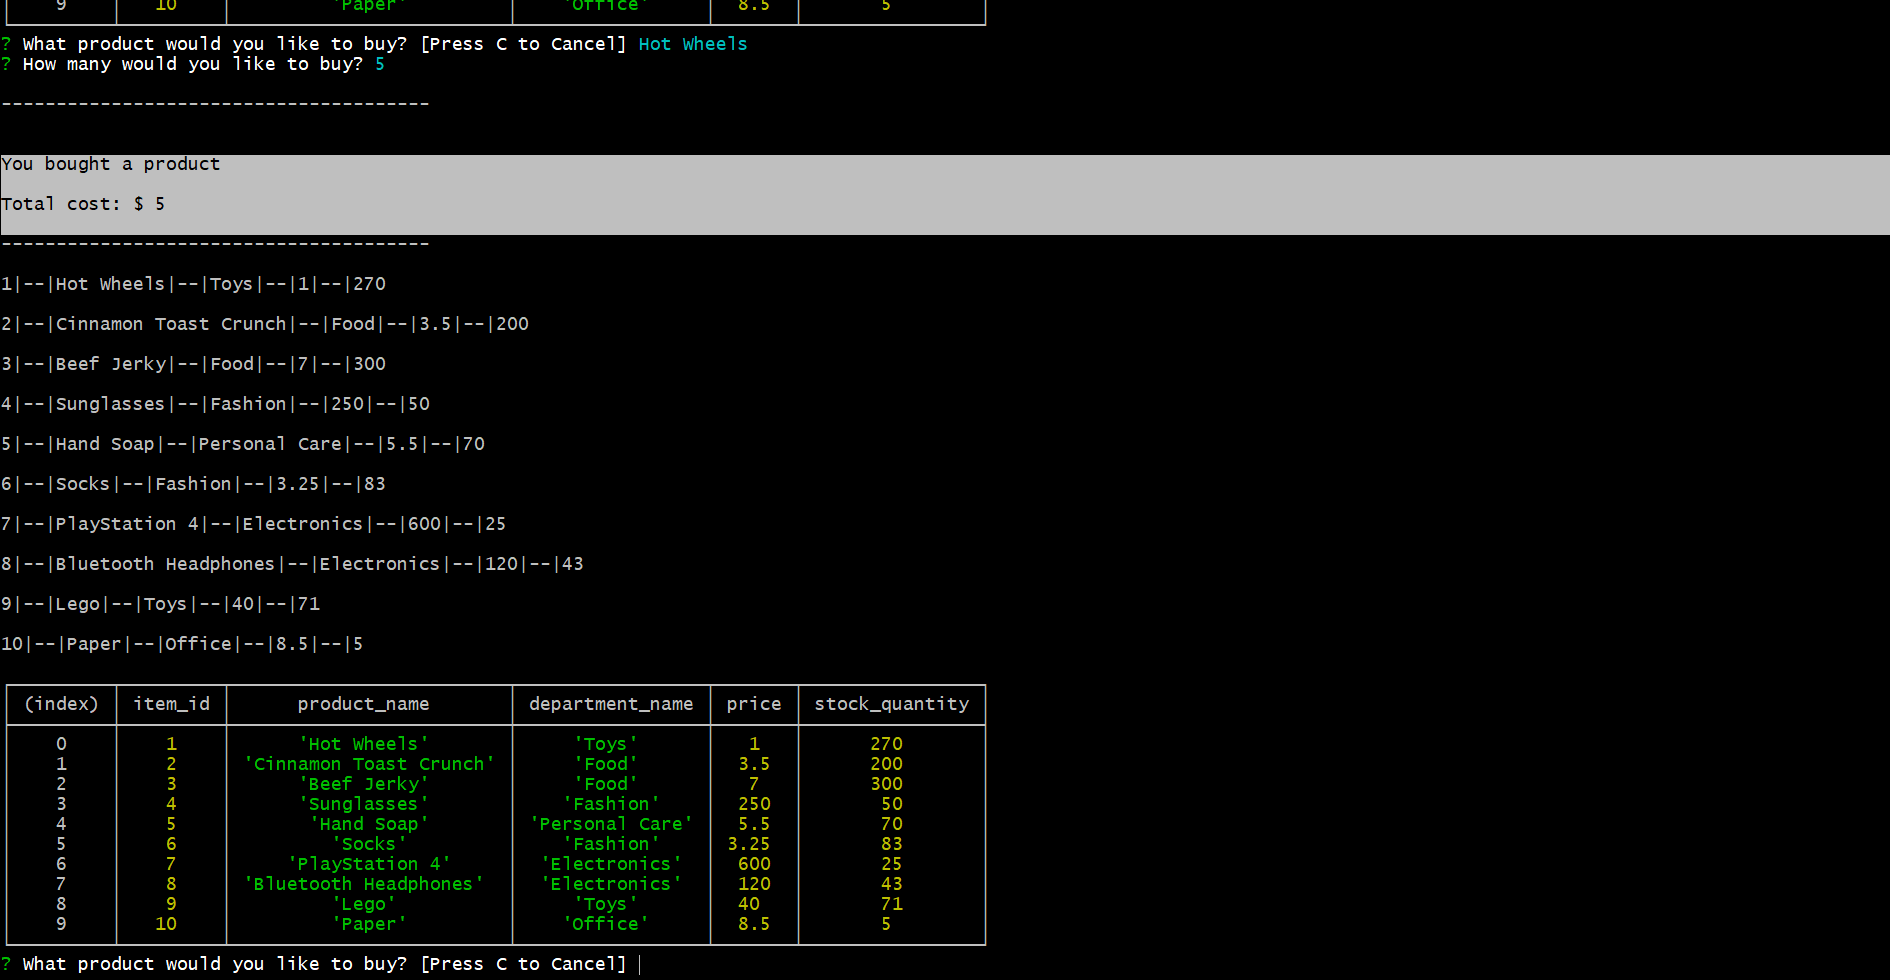 9 10 'Paper' 'Office' 8.5 5
? What product would you like to buy? [Press C to Cancel] Hot Wheels
? How many would you like to buy? 5
---------------------------------------
You bought a product
Total cost: $ 5
---------------------------------------
1|--|Hot Wheels|--|Toys|--|1|--|270
2|--|Cinnamon Toast Crunch|--|Food|--|3.5|--|200
3|--|Beef Jerky|--|Food|--|7|--|300
4|--|Sunglasses|--|Fashion|--|250|--|50
5|--|Hand Soap|--|Personal Care|--|5.5|--|70
6|--|Socks|--|Fashion|--|3.25|--|83
7|--|PlayStation 4|--|Electronics|--|600|--|25
8|--|Bluetooth Headphones|--|Electronics|--|120|--|43
9|--|Lego|--|Toys|--|40|--|71
10|--|Paper|--|Office|--|8.5|--|5
(index) item_id product_name department_name price stock_quantity
0 1 'Hot Wheels' 'Toys' 1 270
1 2 'Cinnamon Toast Crunch' 'Food' 3.5 200
2 3 'Beef Jerky' 'Food' 7 300
3 4 'Sunglasses' 'Fashion' 250 50
4 5 'Hand Soap' 'Personal Care' 5.5 70
5 6 'Socks' 'Fashion' 3.25 83
6 7 'PlayStation 4' 'Electronics' 600 25
7 8 'Bluetooth Headphones' 'Electronics' 120 43
8 9 'Lego' 'Toys' 40 71
9 10 'Paper' 'Office' 8.5 5
? What product would you like to buy? [Press C to Cancel]